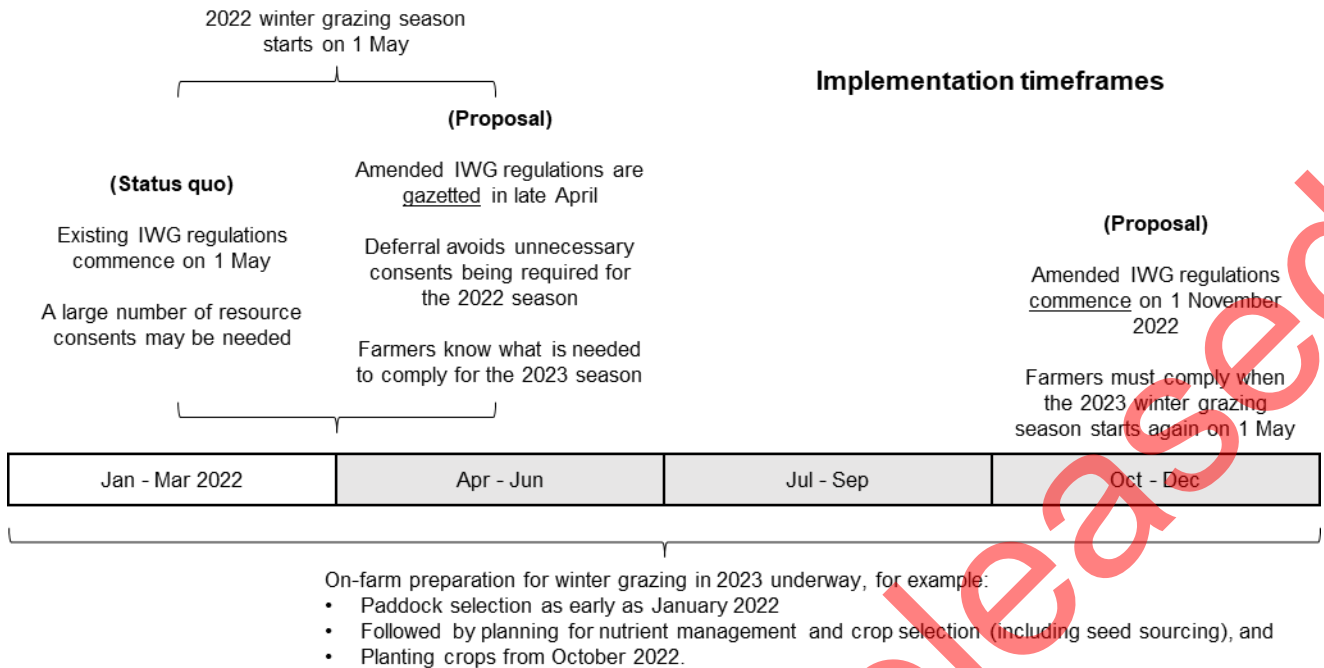 2022 winter grazing season
starts on 1 May
Implementation timeframes
(Status quo)
Existing IWG regulations
commence on 1 May
A large number of resource
consents may be needed
(Proposal)
Amended IWG regulations are
gazetted in late April
Deferral avoids unnecessary
consents being required for
the 2022 season
Farmers know what is needed
to comply for the 2023 season
(Proposal)
Amended IWG regulations
commence on 1 November
2022
Farmers must comply when
the 2023 winter grazing
season starts again on 1 May
Jan - Mar 2022
Apr - Jun
Jul - Sep
Oct - Dec
On-farm preparation for winter grazing in 2023 underway, for example:
• Paddock selection as early as January 2022
• Followed by planning for nutrient management and crop selection (including seed sourcing), and
• Planting crops from October 2022.
eleased